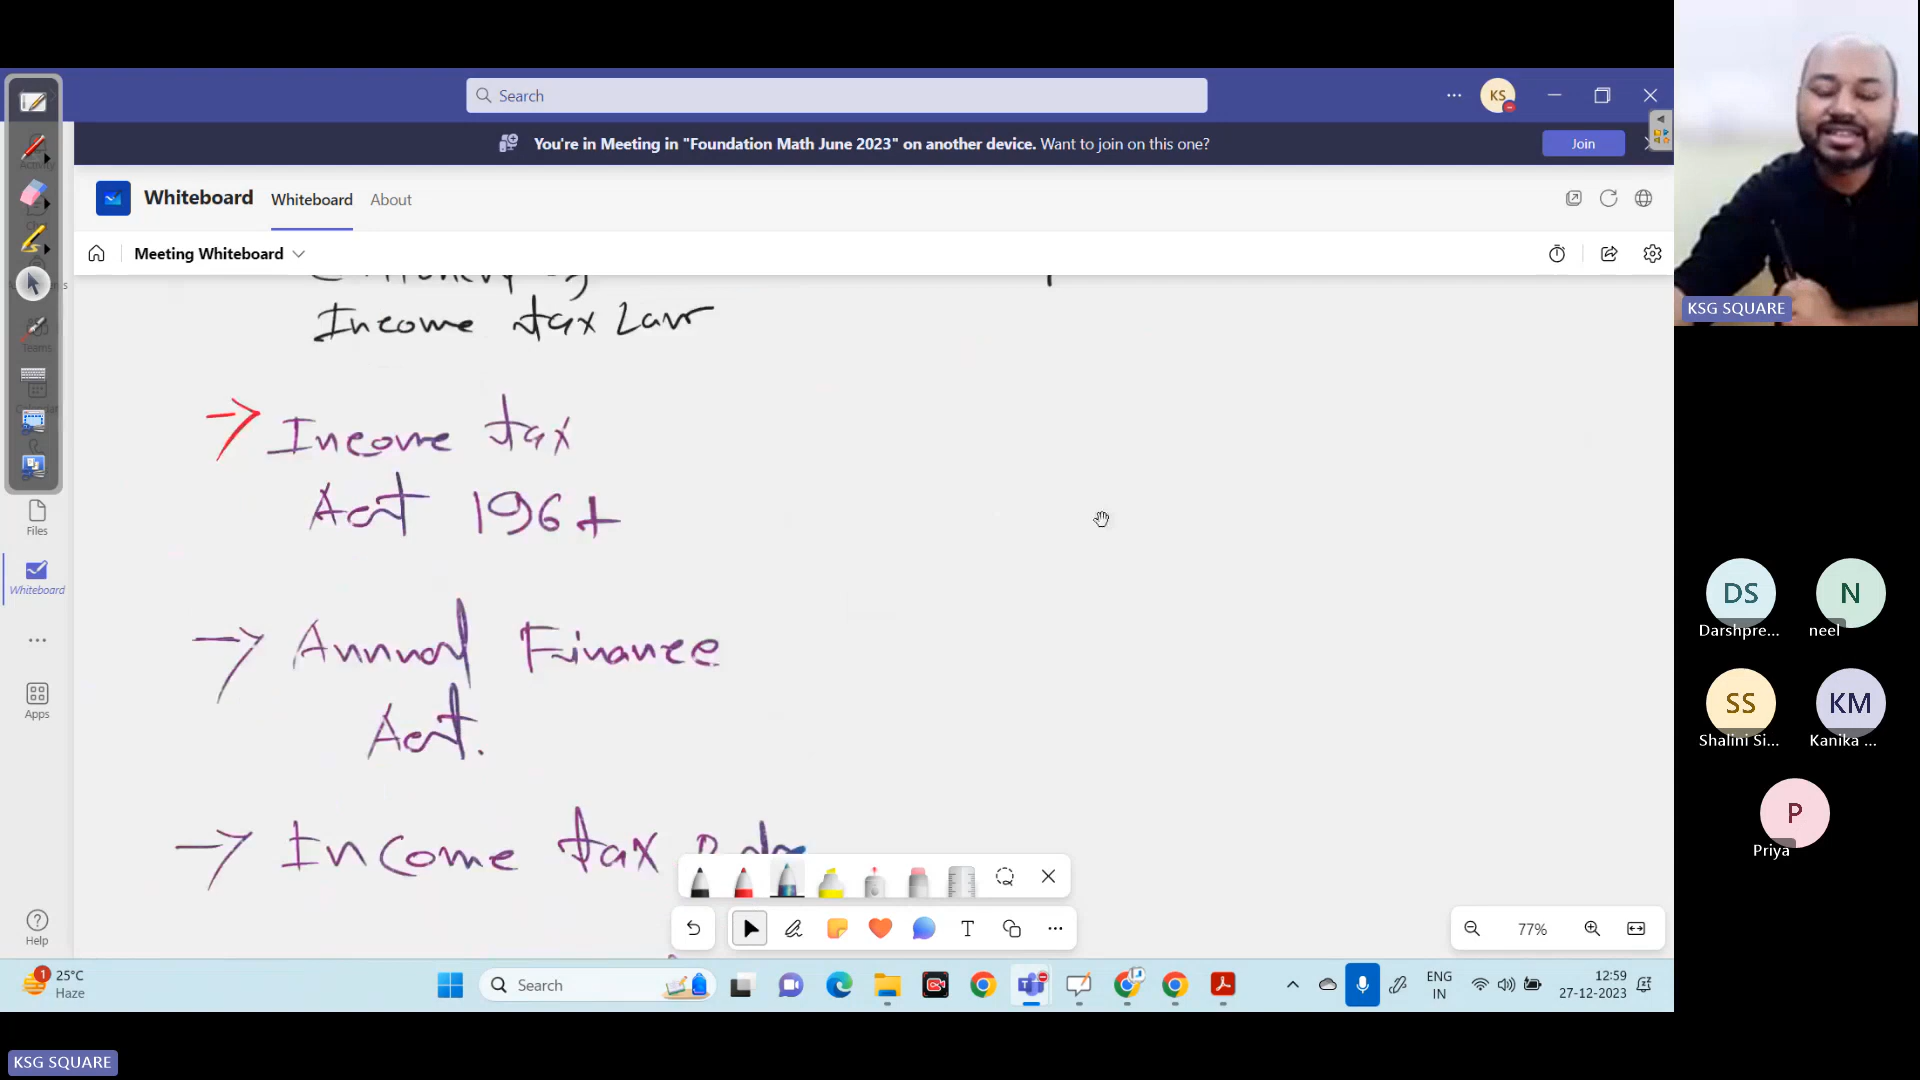 Search
KS
You're in Meeting in "Foundation Math June 2023" on another device. Want to join on this one?
Join
KSG SQUARE
Whiteboard
Whiteboard
About
Meeting Whiteboard
Income tax Law
→ Income tax
Act 1961
→ Annual Finance
Act.
→ Income tax
Teams
Files
Whiteboard
Apps
Help
77%
DS
Darshpre...
N
neel
SS
Shalini Si...
KM
Kanika ...
P
Priya
1
25°C
Haze
Search
ENG
IN
12:59
27-12-2023
KSG SQUARE